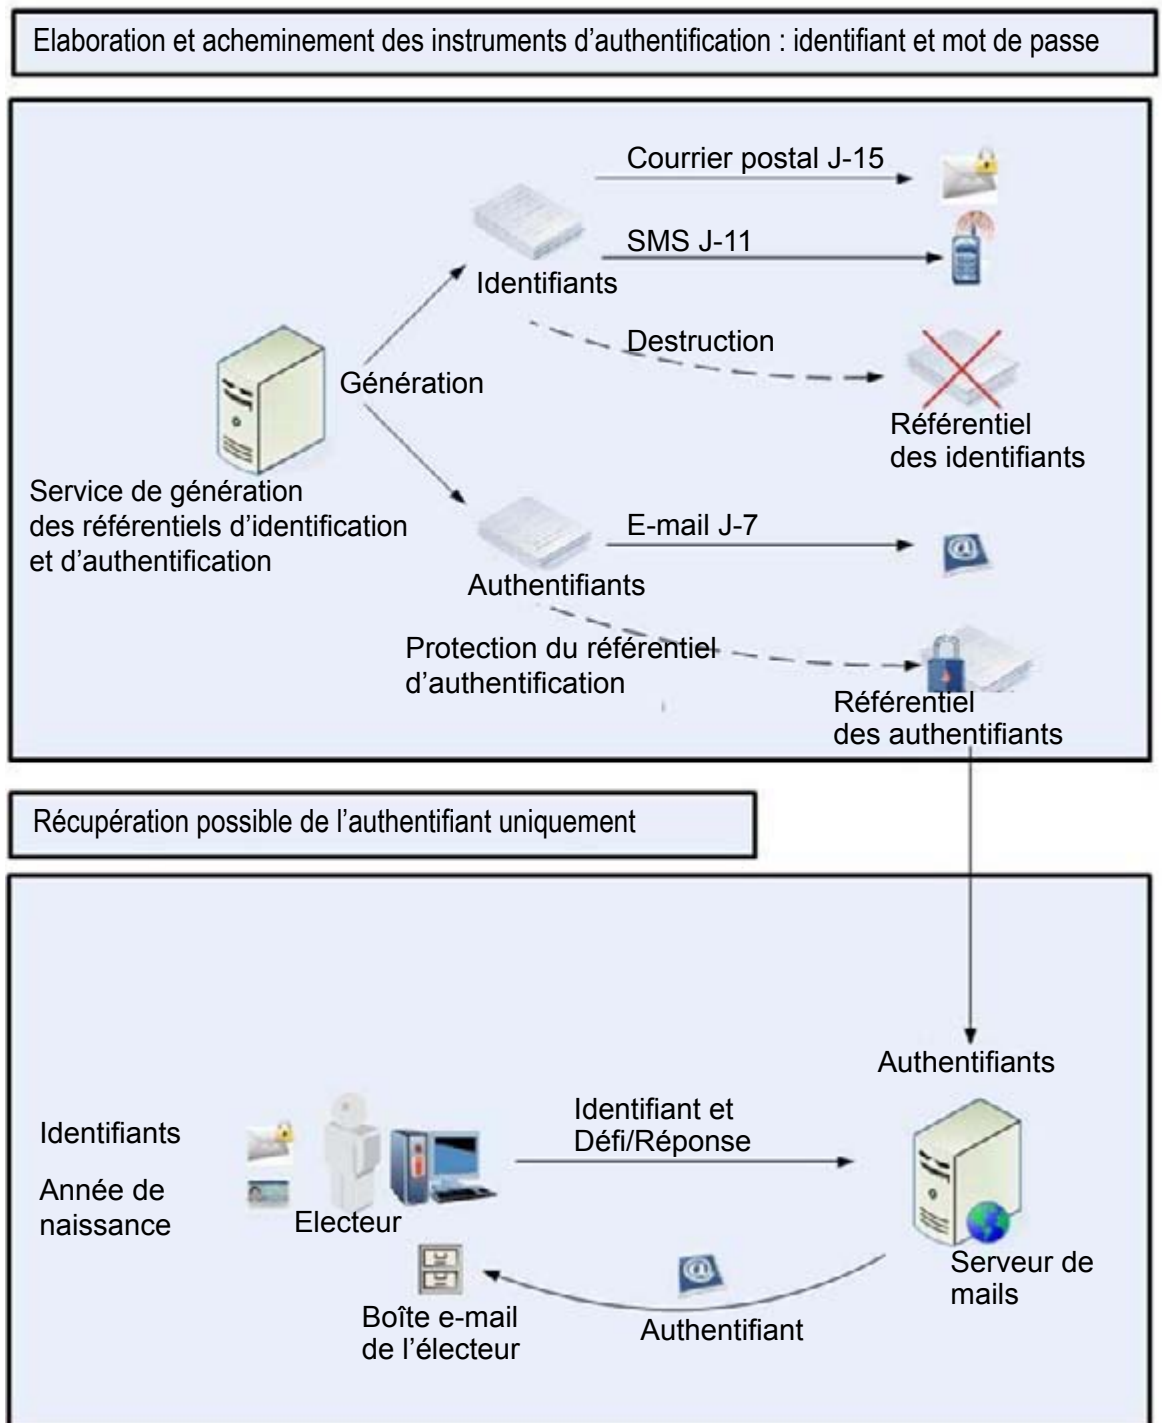 Elaboration et acheminement des instruments d’authentification : identifiant et mot de passe
Courrier postal J-15
SMS J-11
Identifiants
Destruction
Génération
Référentiel
des identifiants
Service de génération
des référentiels d’identification
et d’authentification
E-mail J-7
Authentifiants
Protection du référentiel
d’authentification
Référentiel
des authentifiants
Récupération possible de l’authentifiant uniquement
Authentifiants
Identifiant et
Défi/Réponse
Identifiants
Année de
naissance
Electeur
Serveur de
mails
Boîte e-mail
de l’électeur
Authentifiant